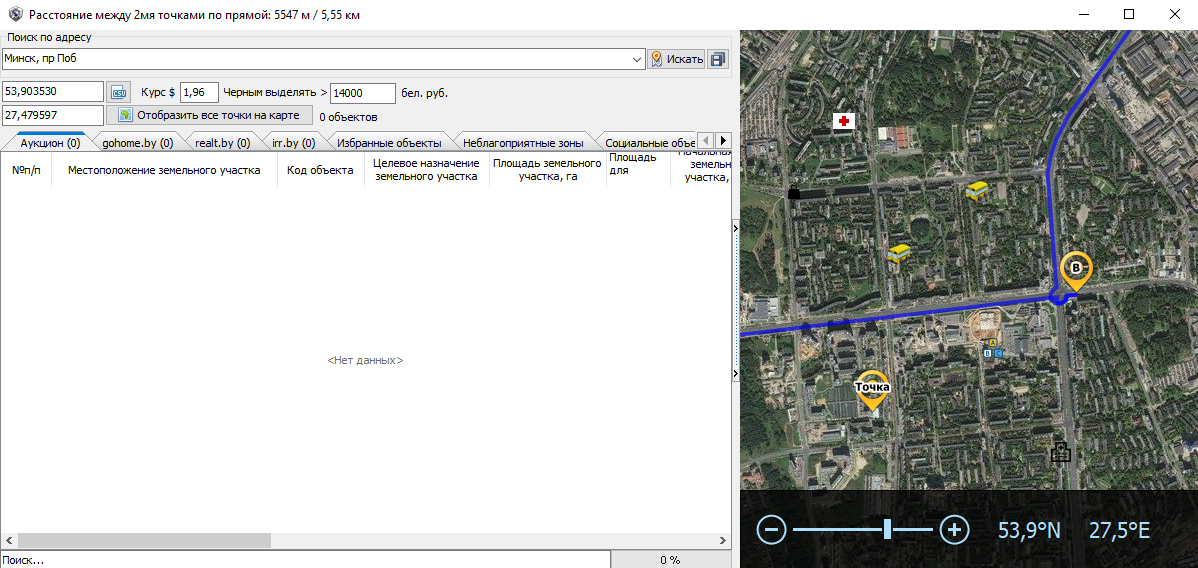 Расстояние между 2мя точками по прямой: 5547 м / 5,55 км
Поиск по адресу
Минск, пр Поб
Искать
53,903530
CSV
Курс $
1,96
Черным выделять >
14000
бел. руб.
27,479597
Отобразить все точки на карте
0 объектов
Аукцион (0)
gohome.by (0)
realt.by (0)
irr.by (0)
Избранные объекты
Неблагоприятные зоны
Социальные объе
№п/п
Местоположение земельного участка
Код объекта
Целевое назначение
земельного участка
Площадь земельного
участка, га
Площадь
для
Начальная
земельн
участка,
<Нет данных>
Поиск...
0 %
B
A
B
C
Точка
53,9°N
27,5°E